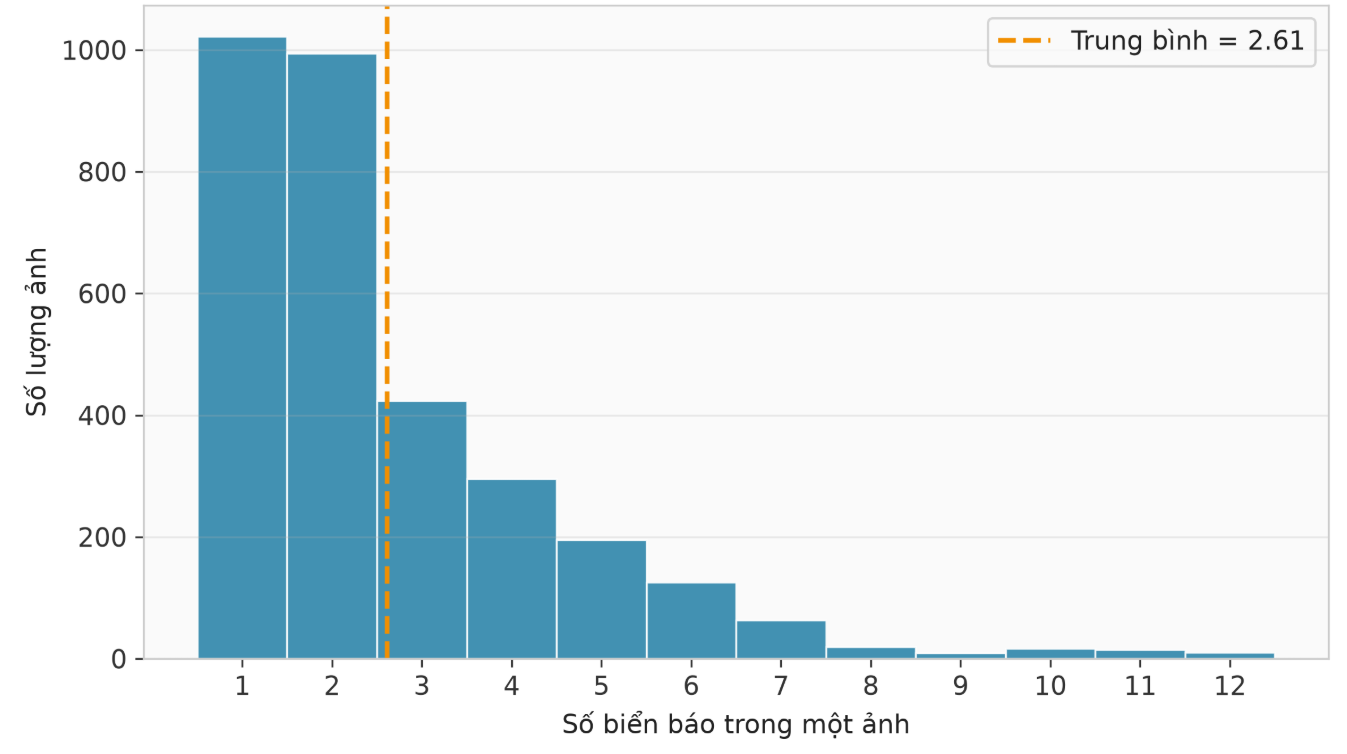 Trung bình = 2.61
1000
800
600
400
200
0
Số lượng ảnh
1 2 3 4 5 6 7 8 9 10 11 12
Số biển báo trong một ảnh